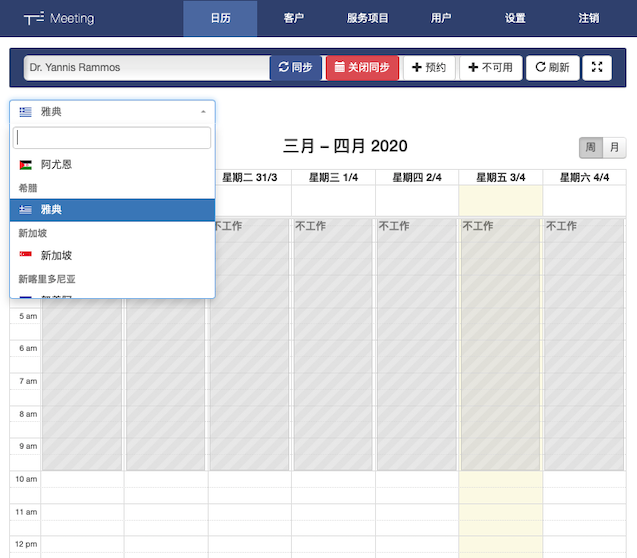 Meeting
日历 客户 服务项目 用户 设置 注销
Dr. Yannis Rammos 同步 关闭同步 预约 不可用 刷新
雅典
阿尤恩
希腊
雅典
新加坡
新加坡
新喀里多尼亚
三月 – 四月 2020
周 月
星期二 31/3 星期三 1/4 星期四 2/4 星期五 3/4 星期六 4/4
不工作 不工作 不工作 不工作 不工作
5 am
6 am
7 am
8 am
9 am
10 am
11 am
12 pm